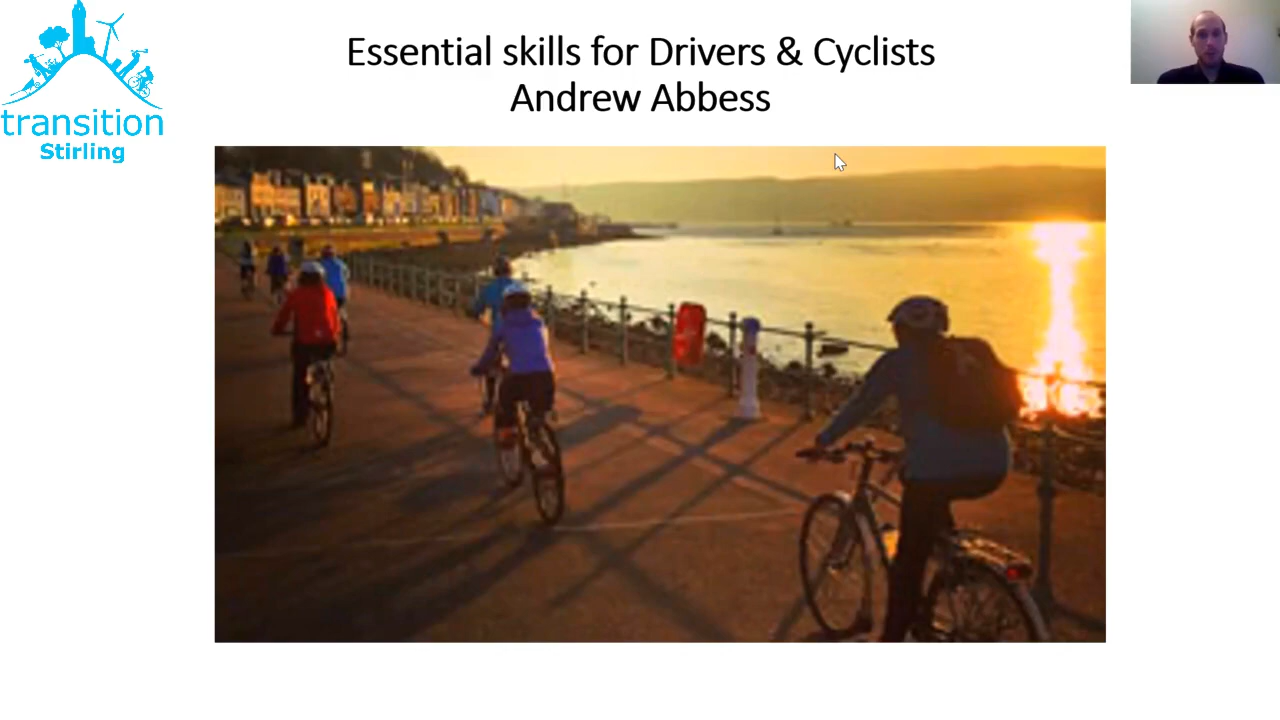 Essential skills for Drivers & Cyclists
Andrew Abbess
transition
Stirling